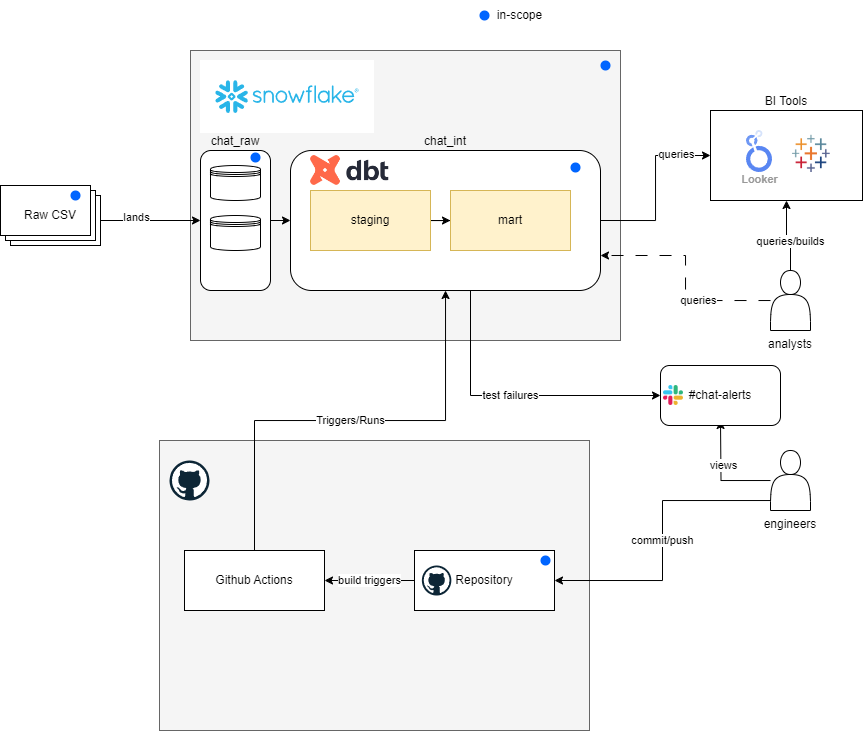 in-scope
snowflake
BI Tools
chat_raw
chat_int
dbt
queries
Looker
Raw CSV
lands
staging
mart
queries/builds
queries
analysts
test failures
#chat-alerts
Triggers/Runs
views
engineers
commit/push
Github Actions
build triggers
Repository